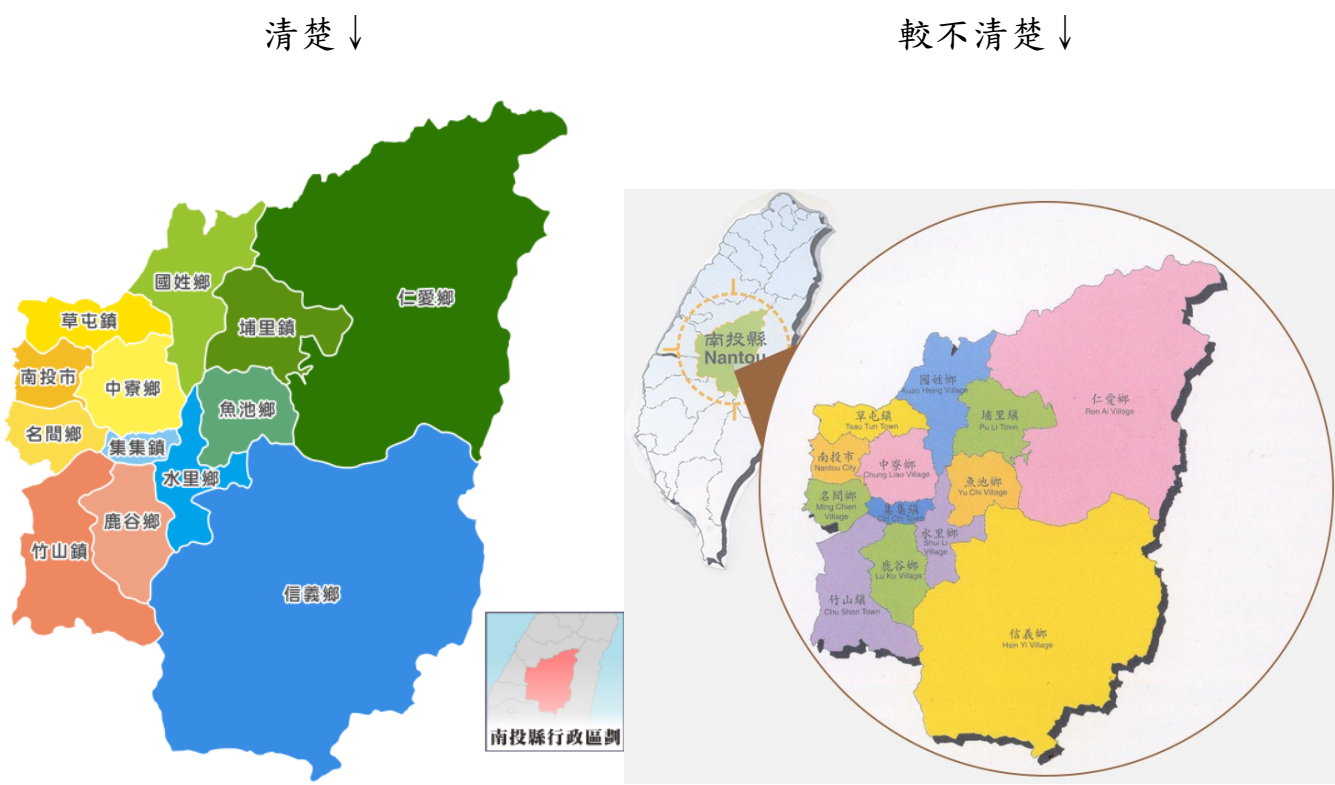 清楚↓
較不清楚↓
國姓鄉
仁愛鄉
草屯鎮
埔里鎮
南投市
中寮鄉
魚池鄉
名間鄉
集集鎮
水里鄉
鹿谷鄉
竹山鎮
信義鄉
南投縣行政區劃
南投縣
Nantou
國姓鄉
Kuao Hsing Village
仁愛鄉
Ren Ai Village
草屯鎮
Tsao Tun Town
埔里鎮
Pu Li Town
南投市
Nantou City
中寮鄉
Chung Liao Village
魚池鄉
Yu Chi Village
名間鄉
Ming Chien
Village
集集鎮
Chi Chi Town
水里鄉
Shui Li
Village
鹿谷鄉
Lu Ku Village
竹山鎮
Chu Shan Town
信義鄉
Hsin Yi Village